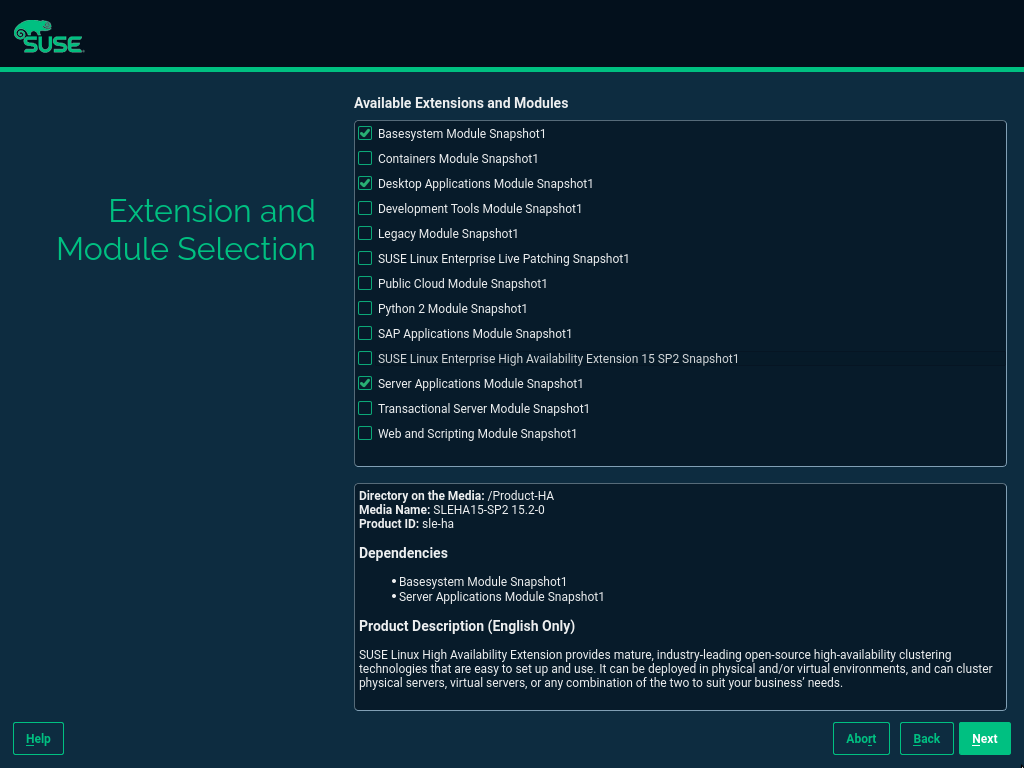 SUSE
Available Extensions and Modules
Basesystem Module Snapshot1
Containers Module Snapshot1
Desktop Applications Module Snapshot1
Development Tools Module Snapshot1
Legacy Module Snapshot1
SUSE Linux Enterprise Live Patching Snapshot1
Public Cloud Module Snapshot1
Python 2 Module Snapshot1
SAP Applications Module Snapshot1
SUSE Linux Enterprise High Availability Extension 15 SP2 Snapshot1
Server Applications Module Snapshot1
Transactional Server Module Snapshot1
Web and Scripting Module Snapshot1
Extension and
Module Selection
Directory on the Media: /Product-HA
Media Name: SLEHA15-SP2 15.2-0
Product ID: sle-ha
Dependencies
• Basesystem Module Snapshot1
• Server Applications Module Snapshot1
Product Description (English Only)
SUSE Linux High Availability Extension provides mature, industry-leading open-source high-availability clustering
technologies that are easy to set up and use. It can be deployed in physical and/or virtual environments, and can cluster
physical servers, virtual servers, or any combination of the two to suit your business' needs.
Help
Abort
Back
Next